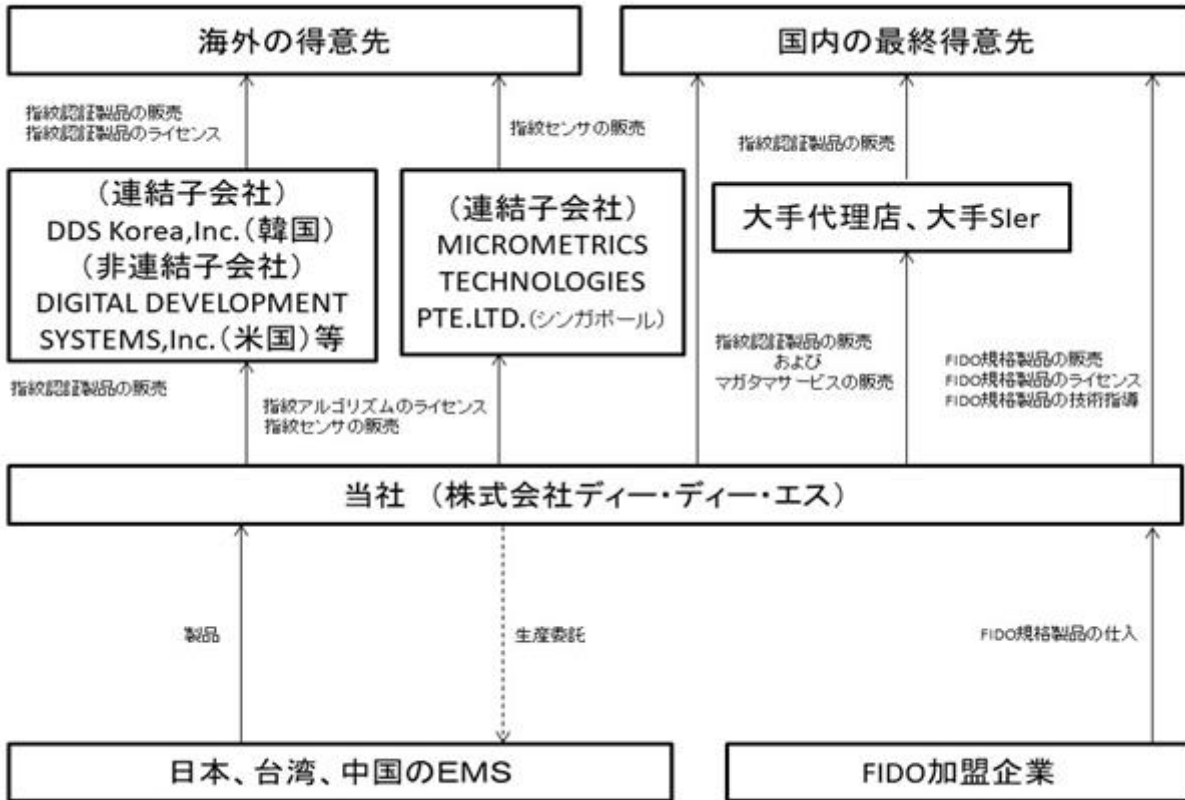 海外の得意先
国内の最終得意先
指紋認証製品の販売
指紋認証製品のライセンス
指紋センサの販売
指紋認証製品の販売
(連結子会社)
DDS Korea,Inc.(韓国)
(非連結子会社)
DIGITAL DEVELOPMENT
SYSTEMS,Inc.(米国)等
(連結子会社)
MICROMETRICS
TECHNOLOGIES
PTE.LTD.(シンガポール)
大手代理店、大手SIer
指紋認証製品の販売
指紋アルゴリズムのライセンス
指紋センサの販売
指紋認証製品の販売
および
マガタマサービスの販売
FIDO規格製品の販売
FIDO規格製品のライセンス
FIDO規格製品の技術指導
当社 (株式会社ディー・ディー・エス)
製品
生産委託
FIDO規格製品の仕入
日本、台湾、中国のEMS
FIDO加盟企業